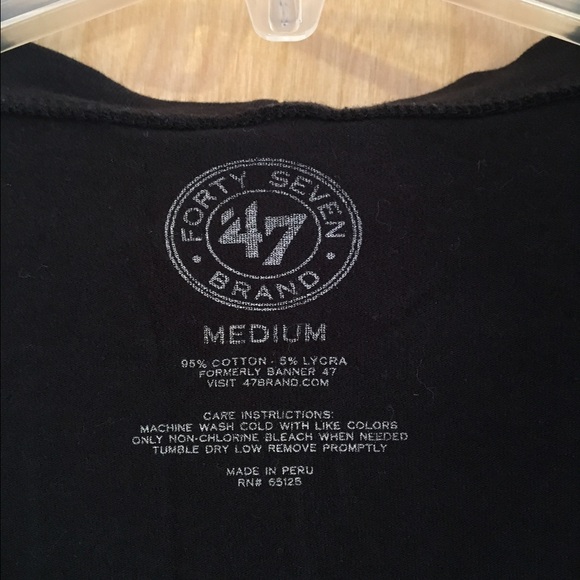 FORTY SEVEN
47
• BRAND •
MEDIUM
95% COTTON - 5% LYCRA
FORMERLY BANNER 47
VISIT 47BRAND.COM
CARE INSTRUCTIONS:
MACHINE WASH COLD WITH LIKE COLORS
ONLY NON-CHLORINE BLEACH WHEN NEEDED
TUMBLE DRY LOW REMOVE PROMPTLY
MADE IN PERU
RN# 65125